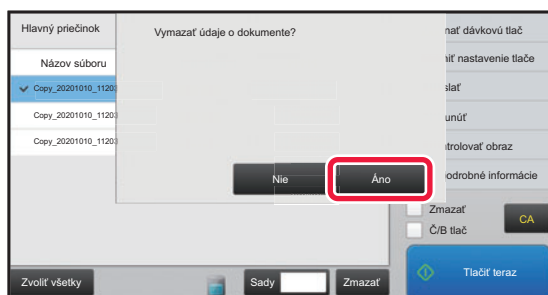 Hlavný priečinok
Vymazať údaje o dokumente?
nať dávkovú tlač
Názov súboru
niť nastavenie tlače
Copy_20201010_11203
slať
Copy_20201010_11203
unúť
Copy_20201010_11203
trolovať obraz
Nie
Áno
podrobné informácie
Zmazať
Č/B tlač
CA
Zvoliť všetky
Sady
Zmazať
Tlačiť teraz